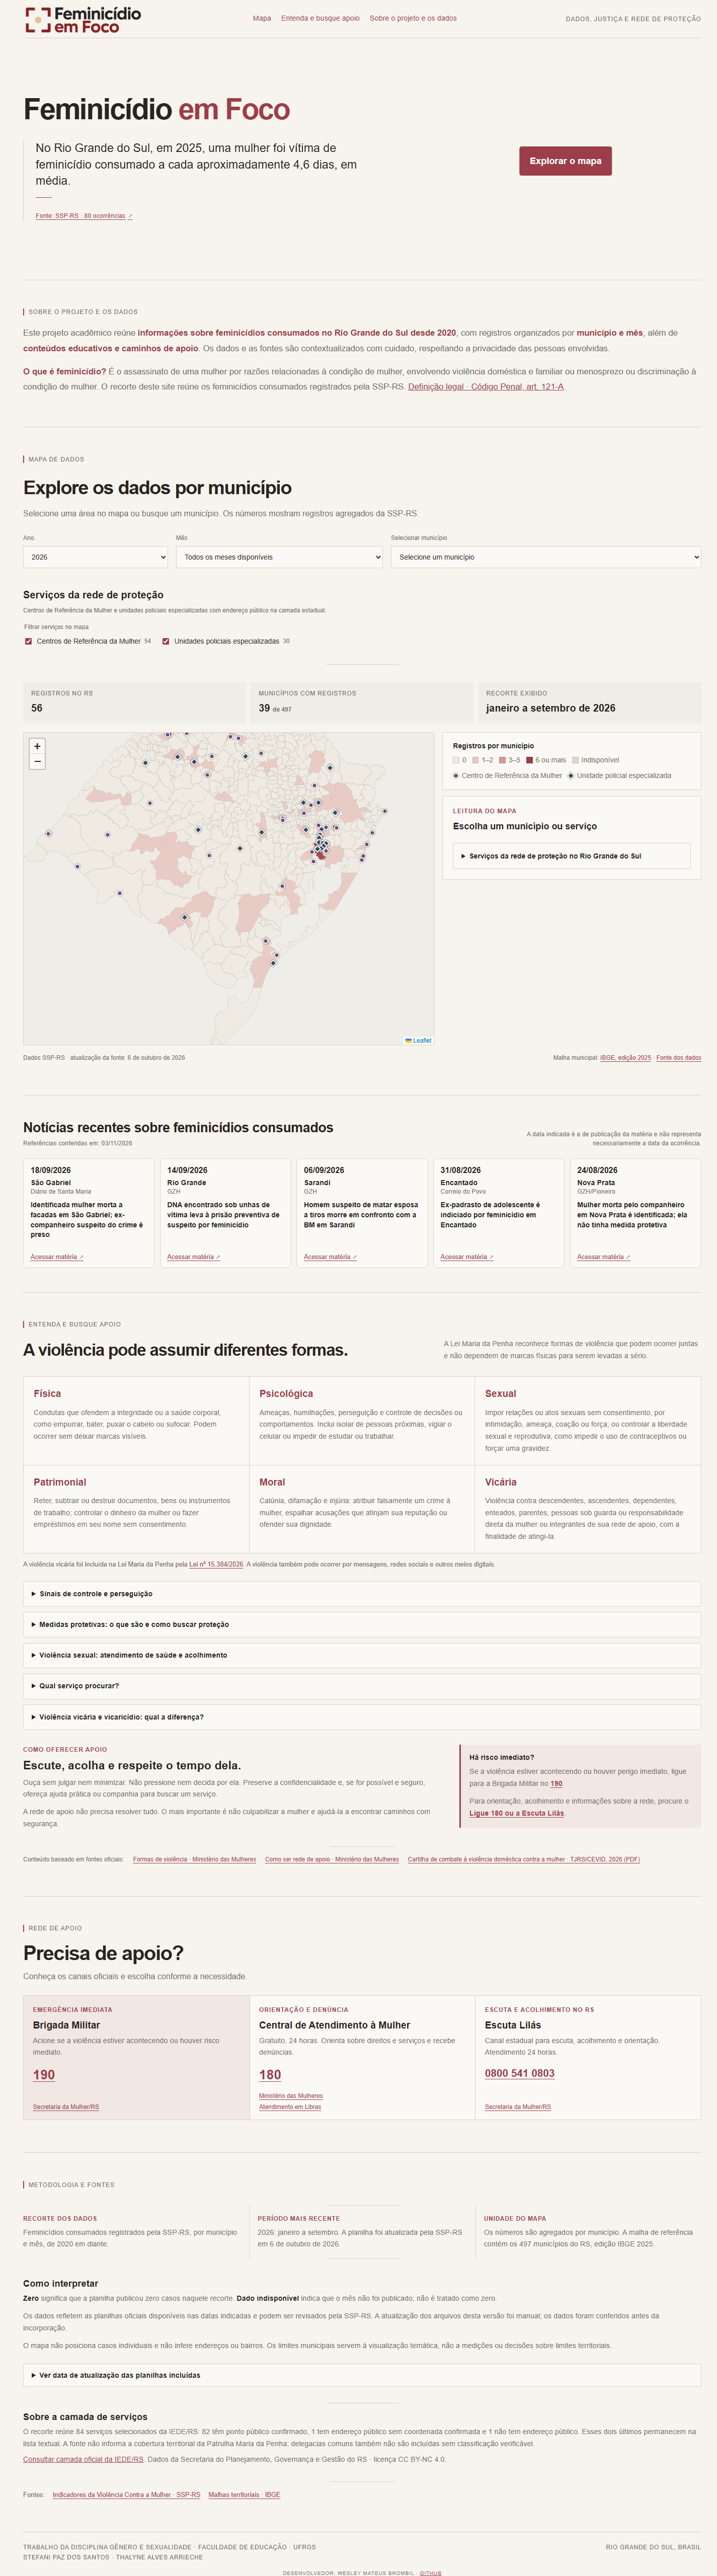 Feminicídio
em Foco
Mapa Entenda e busque apoio Sobre o projeto e os dados
DADOS, JUSTIÇA E REDE DE PROTEÇÃO
Feminicídio em Foco
No Rio Grande do Sul, em 2025, uma mulher foi vítima de
feminicídio consumado a cada aproximadamente 4,6 dias, em
média.
Fonte: SSP-RS · 80 ocorrências ↗
Explorar o mapa
SOBRE O PROJETO E OS DADOS
Este projeto acadêmico reúne informações sobre feminicídios consumados no Rio Grande do Sul desde 2020, com registros organizados por município e mês, além de
conteúdos educativos e caminhos de apoio. Os dados e as fontes são contextualizados com cuidado, respeitando a privacidade das pessoas envolvidas.
O que é feminicídio? É o assassinato de uma mulher por razões relacionadas à condição de mulher, envolvendo violência doméstica e familiar ou menosprezo ou discriminação à
condição de mulher. O recorte deste site reúne os feminicídios consumados registrados pela SSP-RS. Definição legal · Código Penal, art. 121-A.
MAPA DE DADOS
Explore os dados por município
Selecione uma área no mapa ou busque um município. Os números mostram registros agregados da SSP-RS.
Ano
2026
Mês
Todos os meses disponíveis
Selecionar município
Selecione um município
Serviços da rede de proteção
Centros de Referência da Mulher e unidades policiais especializadas com endereço público na camada estadual.
Filtrar serviços no mapa
Centros de Referência da Mulher 54
Unidades policiais especializadas 30
REGISTROS NO RS
56
MUNICÍPIOS COM REGISTROS
39 de 497
RECORTE EXIBIDO
janeiro a setembro de 2026
+
−
Leaflet
Registros por município
0 1–2 3–5 6 ou mais Indisponível
Centro de Referência da Mulher Unidade policial especializada
LEITURA DO MAPA
Escolha um município ou serviço
▶ Serviços da rede de proteção no Rio Grande do Sul
Dados SSP-RS · atualização da fonte: 6 de outubro de 2026
Malha municipal: IBGE, edição 2025 · Fonte dos dados
Notícias recentes sobre feminicídios consumados
Referências conferidas em: 03/11/2026
A data indicada é a de publicação da matéria e não representa
necessariamente a data da ocorrência.
18/09/2026
São Gabriel
Diário de Santa Maria
Identificada mulher morta a
facadas em São Gabriel; ex-
companheiro suspeito do crime é
preso
Acessar matéria ↗
14/09/2026
Rio Grande
GZH
DNA encontrado sob unhas de
vítima leva à prisão preventiva de
suspeito por feminicídio
Acessar matéria ↗
06/09/2026
Sarandi
GZH
Homem suspeito de matar esposa
a tiros morre em confronto com a
BM em Sarandi
Acessar matéria ↗
31/08/2026
Encantado
Correio do Povo
Ex-padrasto de adolescente é
indiciado por feminicídio em
Encantado
Acessar matéria ↗
24/08/2026
Nova Prata
GZH/Pioneiro
Mulher morta pelo companheiro
em Nova Prata é identificada; ela
não tinha medida protetiva
Acessar matéria ↗
ENTENDA E BUSQUE APOIO
A violência pode assumir diferentes formas.
A Lei Maria da Penha reconhece formas de violência que podem ocorrer juntas
e não dependem de marcas físicas para serem levadas a sério.
Física
Condutas que ofendem a integridade ou a saúde corporal,
como empurrar, bater, puxar o cabelo ou sufocar. Podem
ocorrer sem deixar marcas visíveis.
Psicológica
Ameaças, humilhações, perseguição e controle de decisões ou
comportamentos. Inclui isolar de pessoas próximas, vigiar o
celular ou impedir de estudar ou trabalhar.
Sexual
Impor relações ou atos sexuais sem consentimento, por
intimidação, ameaça, coação ou força; ou controlar a liberdade
sexual e reprodutiva, como impedir o uso de contraceptivos ou
forçar uma gravidez.
Patrimonial
Reter, subtrair ou destruir documentos, bens ou instrumentos
de trabalho; controlar o dinheiro da mulher ou fazer
empréstimos em seu nome sem consentimento.
Moral
Calúnia, difamação e injúria: atribuir falsamente um crime à
mulher, espalhar acusações que atinjam sua reputação ou
ofender sua dignidade.
Vicária
Violência contra descendentes, ascendentes, dependentes,
enteados, parentes, pessoas sob guarda ou responsabilidade
direta da mulher ou integrantes de sua rede de apoio, com a
finalidade de atingi-la.
A violência vicária foi incluída na Lei Maria da Penha pela Lei nº 15.384/2026. A violência também pode ocorrer por mensagens, redes sociais e outros meios digitais.
▶ Sinais de controle e perseguição
▶ Medidas protetivas: o que são e como buscar proteção
▶ Violência sexual: atendimento de saúde e acolhimento
▶ Qual serviço procurar?
▶ Violência vicária e vicaricídio: qual a diferença?
COMO OFERECER APOIO
Escute, acolha e respeite o tempo dela.
Ouça sem julgar nem minimizar. Não pressione nem decida por ela. Preserve a confidencialidade e, se for possível e seguro,
ofereça ajuda prática ou companhia para buscar um serviço.
A rede de apoio não precisa resolver tudo. O mais importante é não culpabilizar a mulher e ajudá-la a encontrar caminhos com
segurança.
Há risco imediato?
Se a violência estiver acontecendo ou houver perigo imediato, ligue
para a Brigada Militar no 190.
Para orientação, acolhimento e informações sobre a rede, procure o
Ligue 180 ou a Escuta Lilás.
Conteúdo baseado em fontes oficiais: Formas de violência · Ministério das Mulheres Como ser rede de apoio · Ministério das Mulheres Cartilha de combate à violência doméstica contra a mulher · TJRS/CEVID, 2026 (PDF)
REDE DE APOIO
Precisa de apoio?
Conheça os canais oficiais e escolha conforme a necessidade.
EMERGÊNCIA IMEDIATA
Brigada Militar
Acione se a violência estiver acontecendo ou houver risco
imediato.
190
Secretaria da Mulher/RS
ORIENTAÇÃO E DENÚNCIA
Central de Atendimento à Mulher
Gratuito, 24 horas. Orienta sobre direitos e serviços e recebe
denúncias.
180
Ministério das Mulheres
Atendimento em Libras
ESCUTA E ACOLHIMENTO NO RS
Escuta Lilás
Canal estadual para escuta, acolhimento e orientação.
Atendimento 24 horas.
0800 541 0803
Secretaria da Mulher/RS
METODOLOGIA E FONTES
RECORTE DOS DADOS
Feminicídios consumados registrados pela SSP-RS, por município
e mês, de 2020 em diante.
PERÍODO MAIS RECENTE
2026: janeiro a setembro. A planilha foi atualizada pela SSP-RS
em 6 de outubro de 2026.
UNIDADE DO MAPA
Os números são agregados por município. A malha de referência
contém os 497 municípios do RS, edição IBGE 2025.
Como interpretar
Zero significa que a planilha publicou zero casos naquele recorte. Dado indisponível indica que o mês não foi publicado; não é tratado como zero.
Os dados refletem as planilhas oficiais disponíveis nas datas indicadas e podem ser revisados pela SSP-RS. A atualização dos arquivos desta versão foi manual; os dados foram conferidos antes da
incorporação.
O mapa não posiciona casos individuais e não infere endereços ou bairros. Os limites municipais servem à visualização temática, não a medições ou decisões sobre limites territoriais.
▶ Ver data de atualização das planilhas incluídas
Sobre a camada de serviços
O recorte reúne 84 serviços selecionados da IEDE/RS: 82 têm ponto público confirmado, 1 tem endereço público sem coordenada confirmada e 1 não tem endereço público. Esses dois últimos permanecem na
lista textual. A fonte não informa a cobertura territorial da Patrulha Maria da Penha; delegacias comuns também não são incluídas sem classificação verificável.
Consultar camada oficial da IEDE/RS. Dados da Secretaria do Planejamento, Governança e Gestão do RS · licença CC BY-NC 4.0.
Fontes: Indicadores da Violência Contra a Mulher · SSP-RS Malhas territoriais · IBGE
TRABALHO DA DISCIPLINA GÊNERO E SEXUALIDADE · FACULDADE DE EDUCAÇÃO · UFRGS
STEFANI PAZ DOS SANTOS · THALYNE ALVES ARRIECHE
RIO GRANDE DO SUL, BRASIL
DESENVOLVEDOR: WESLEY MATEUS BROMBIL · GITHUB